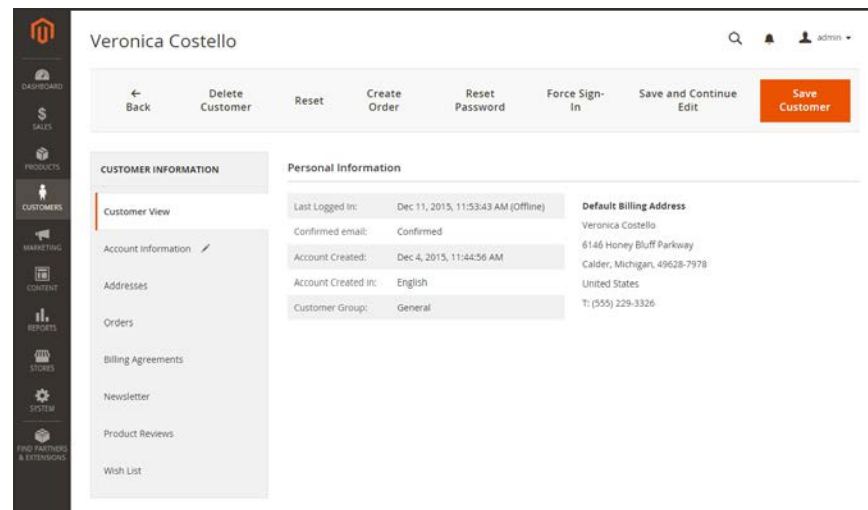 Veronica Costello
admin
DASHBOARD
SALES
PRODUCTS
CUSTOMERS
MARKETING
CONTENT
REPORTS
STORES
SYSTEM
FIND PARTNERS
& EXTENSIONS
Back
Delete
Customer
Reset
Create
Order
Reset
Password
Force Sign-
In
Save and Continue
Edit
Save
Customer
CUSTOMER INFORMATION
Customer View
Account Information
Addresses
Orders
Billing Agreements
Newsletter
Product Reviews
Wish List
Personal Information
Last Logged In: Dec 11, 2015, 11:53:43 AM (Offline)
Confirmed email: Confirmed
Account Created: Dec 4, 2015, 11:44:56 AM
Account Created in: English
Customer Group: General
Default Billing Address
Veronica Costello
6146 Honey Bluff Parkway
Calder, Michigan, 49628-7978
United States
T: (555) 229-3326